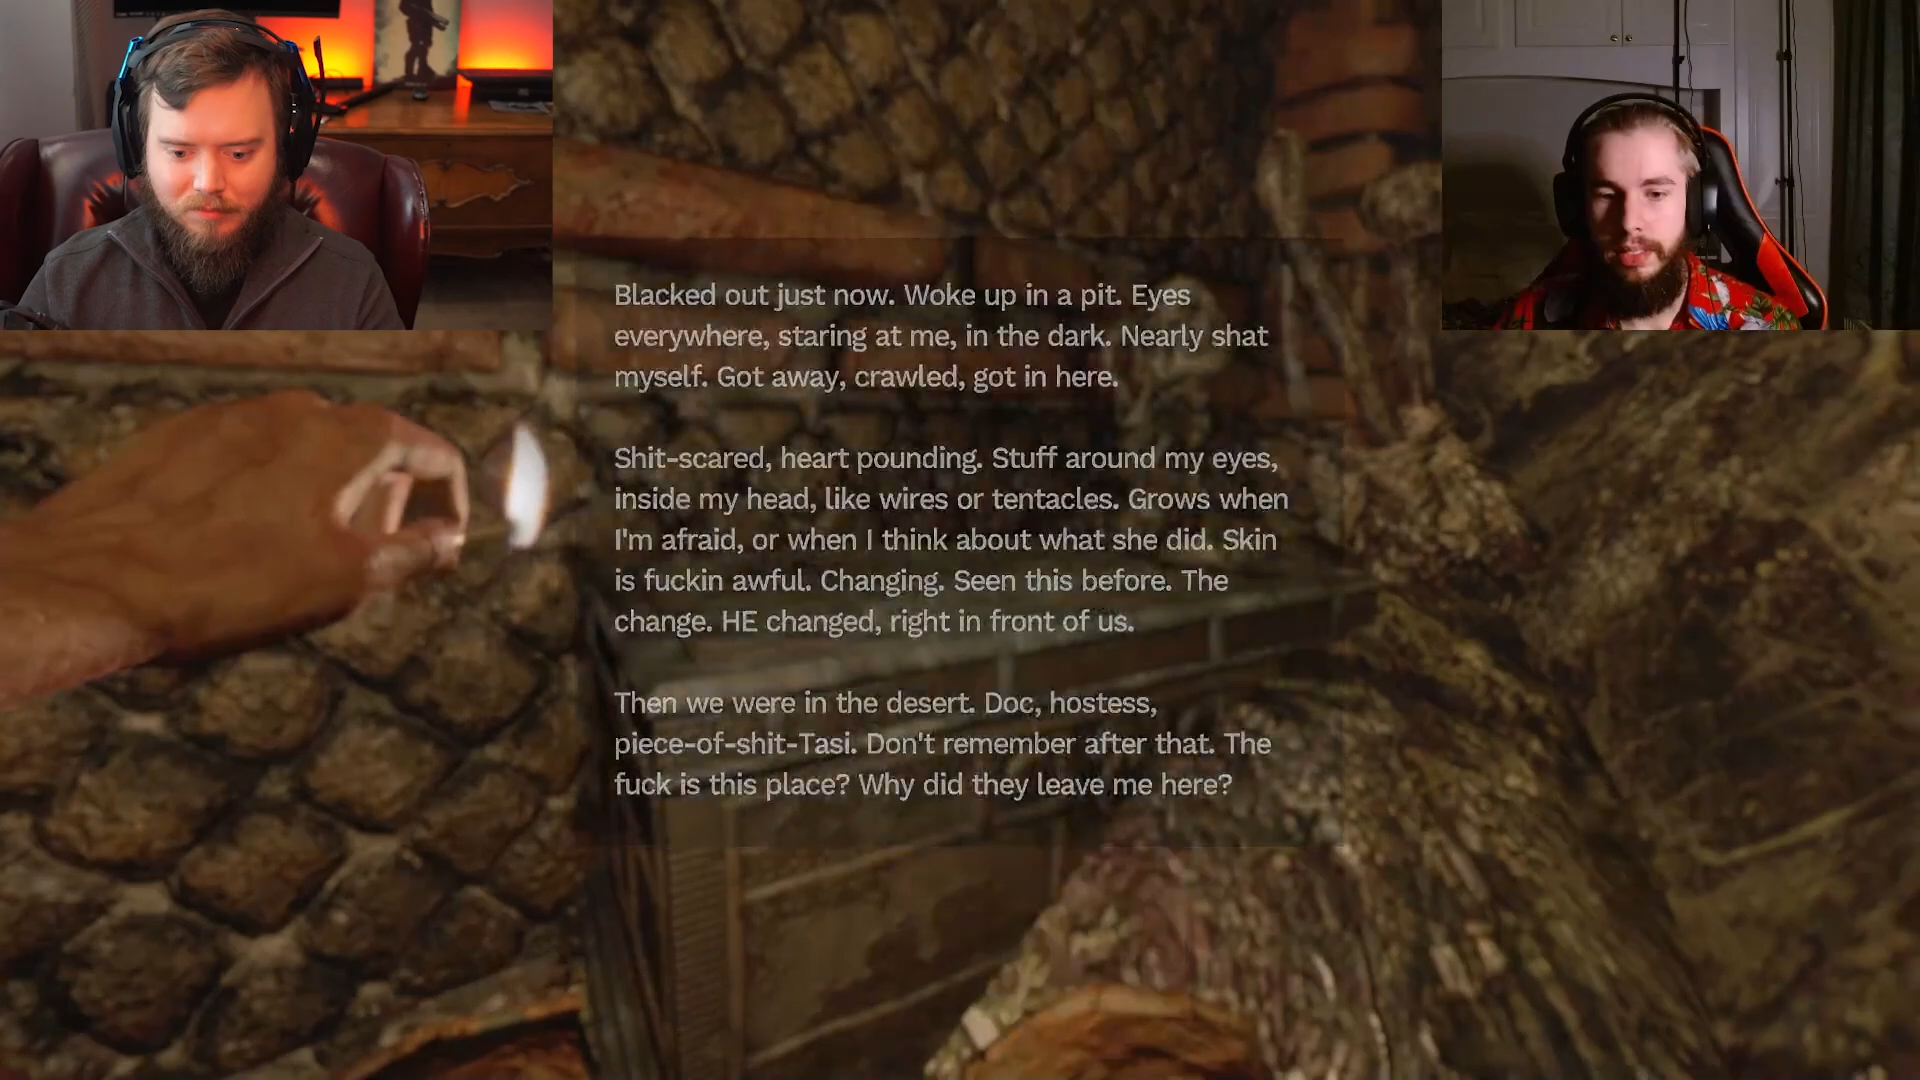 Blacked out just now. Woke up in a pit. Eyes
everywhere, staring at me, in the dark. Nearly shat
myself. Got away, crawled, got in here.
Shit-scared, heart pounding. Stuff around my eyes,
inside my head, like wires or tentacles. Grows when
I'm afraid, or when I think about what she did. Skin
is fuckin awful. Changing. Seen this before. The
change. HE changed, right in front of us.
Then we were in the desert. Doc, hostess,
piece-of-shit-Tasi. Don't remember after that. The
fuck is this place? Why did they leave me here?